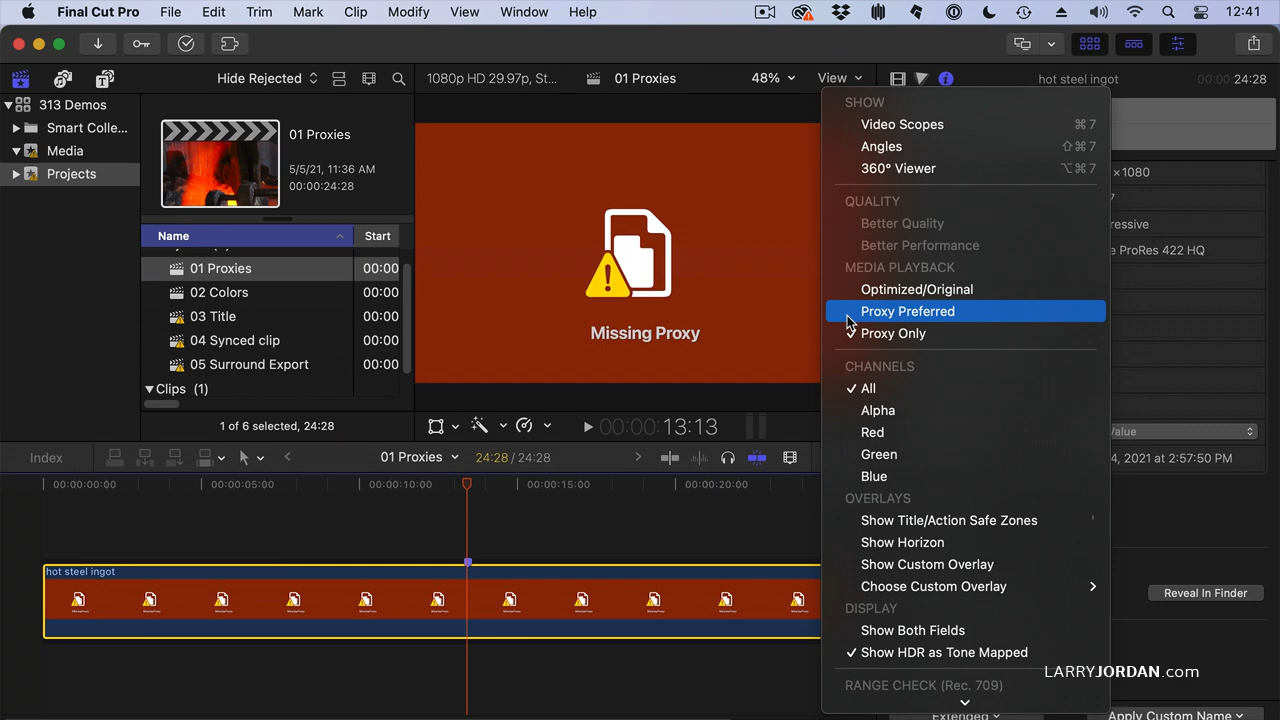 Final Cut Pro File Edit Trim Mark Clip Modify View Window Help 12:41
Hide Rejected 1080p HD 29.97p, St... 01 Proxies 48% View hot steel ingot 00:00:24:28
313 Demos
Smart Colle...
Media
Projects
01 Proxies
5/5/21, 11:36 AM
00:00:24:28
Name Start
01 Proxies 00:00
02 Colors 00:00
03 Title 00:00
04 Synced clip 00:00
05 Surround Export 00:00
Clips (1)
1 of 6 selected, 24:28
Missing Proxy
00:00:13:13
SHOW
Video Scopes ⌘7
Angles ⇧⌘7
360° Viewer ⌥⌘7
QUALITY
Better Quality
Better Performance
MEDIA PLAYBACK
Optimized/Original
Proxy Preferred
✓ Proxy Only
CHANNELS
✓ All
Alpha
Red
Green
Blue
OVERLAYS
Show Title/Action Safe Zones '
Show Horizon
Show Custom Overlay
Choose Custom Overlay
DISPLAY
Show Both Fields
✓ Show HDR as Tone Mapped
RANGE CHECK (Rec. 709)
×1080
7
ressive
e ProRes 422 HQ
alue
4, 2021 at 2:57:50 PM
Reveal In Finder
LARRYJORDAN.com
Extended Apply Custom Name
Index 01 Proxies 24:28 / 24:28
00:00:00:00 00:00:05:00 00:00:10:00 00:00:15:00 00:00:20:00
hot steel ingot